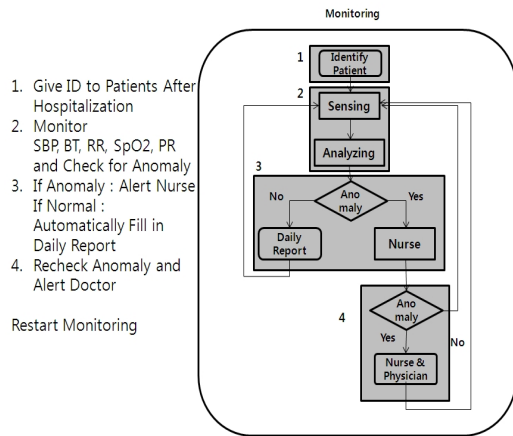 Monitoring
1. Give ID to Patients After
Hospitalization
2. Monitor
SBP, BT, RR, SpO2, PR
and Check for Anomaly
3. If Anomaly : Alert Nurse
If Normal :
Automatically Fill in
Daily Report
4. Recheck Anomaly and
Alert Doctor
Restart Monitoring
1
Identify
Patient
2
Sensing
Analyzing
3
No
Ano
maly
Yes
Daily
Report
Nurse
4
Ano
maly
Yes
No
Nurse &
Physician